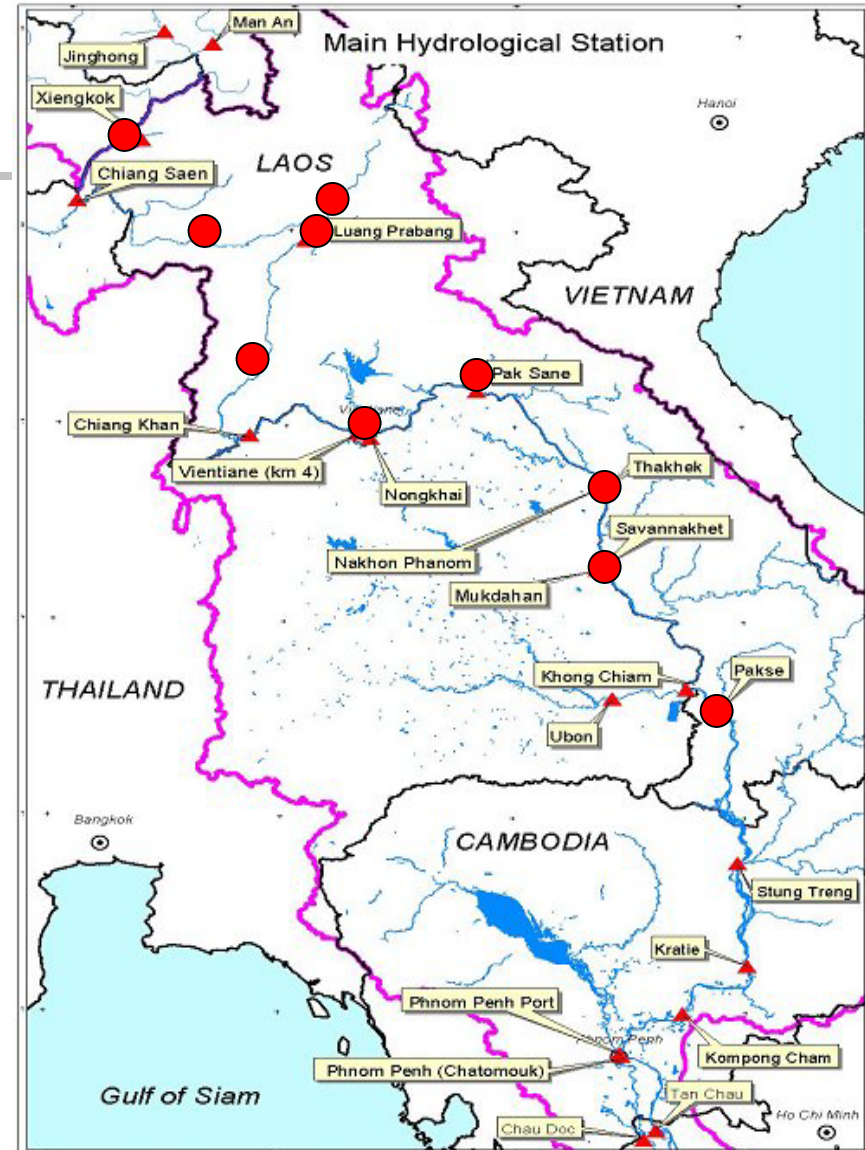 Man An
Main Hydrological Station
Jinghong
Xiengkok
Hanoi
LAOS
Chiang Saen
Luang Prabang
VIETNAM
Pak Sane
Chiang Khan
Vientiane (km 4)
Thakhek
Nongkhai
Savannakhet
Nakhon Phanom
Mukdahan
Khong Chiam
Pakse
THAILAND
Ubon
Bangkok
CAMBODIA
Stung Treng
Kratie
Phnom Penh Port
Phnom Penh
Kompong Cham
Phnom Penh (Chatomouk)
Gulf of Siam
Tan Chau
Ho Chi Minh
Chau Doc